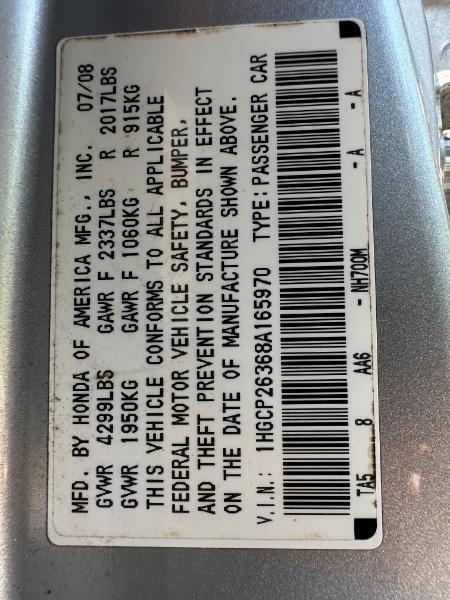 MFD. BY HONDA OF AMERICA MFG., INC. 07/08
GVWR 4299LBS GAWR F 2337LBS R 2017LBS
GVWR 1950KG GAWR F 1060KG R 915KG
THIS VEHICLE CONFORMS TO ALL APPLICABLE
FEDERAL MOTOR VEHICLE SAFETY, BUMPER,
AND THEFT PREVENTION STANDARDS IN EFFECT
ON THE DATE OF MANUFACTURE SHOWN ABOVE.
V.I.N.: 1HGCP26368A165970 TYPE: PASSENGER CAR
TA5 8 AA6 - NH700M - A - A